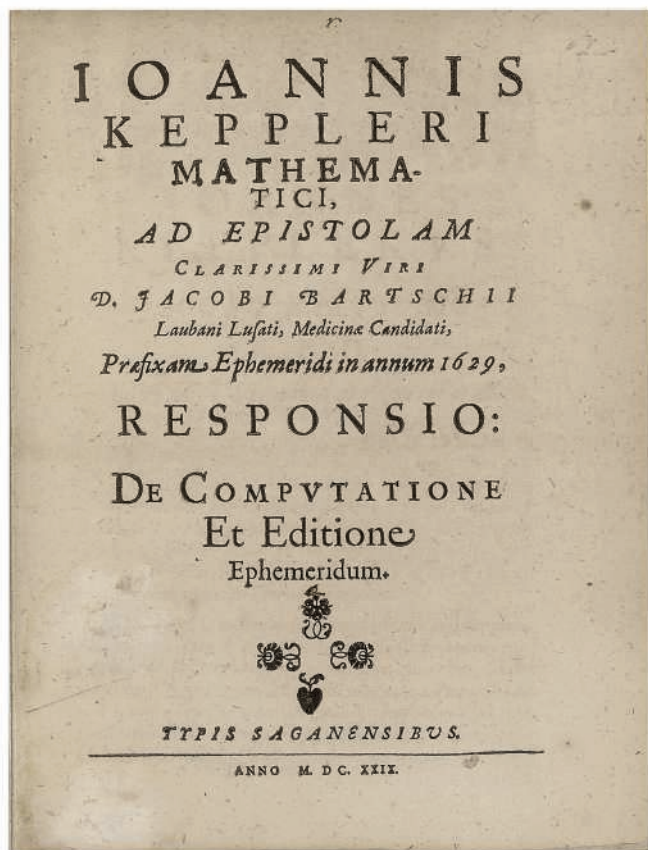 IOANNIS
KEPPLERI
MATHEMA-
TICI,
AD EPISTOLAM
CLARISSIMI VIRI
D. JACOBI BARTSCHII
Laubani Lusati, Medicinæ Candidati,
Præfixam Ephemeridi in annum 1629,
RESPONSIO:
DE COMPVTATIONE
Et Editione
Ephemeridum.
TYPIS SAGANENSIBUS.
ANNO M. DC. XXIX.